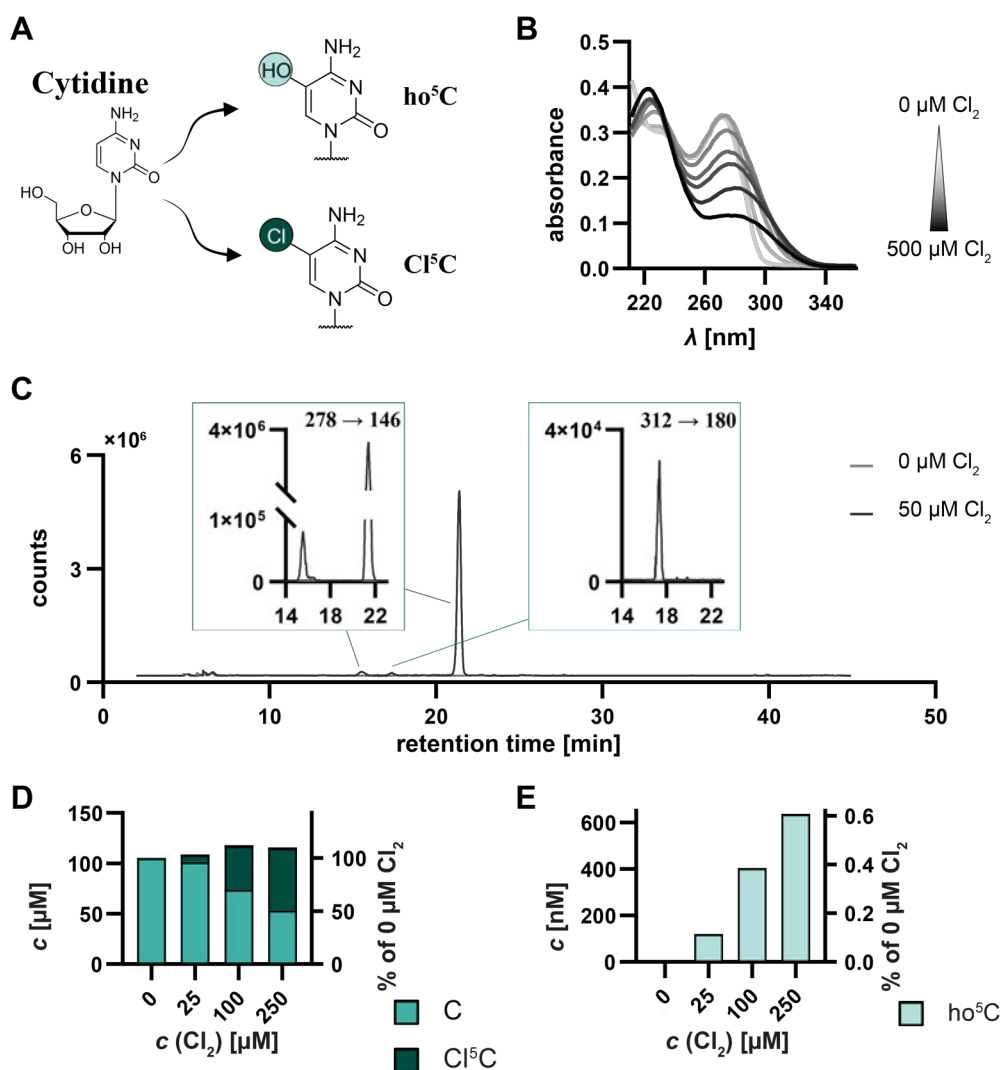 A
Cytidine
NH₂
N
N
O
HO
O
OH OH
HO
NH₂
N
N
O
ho⁵C
Cl
NH₂
N
N
O
Cl⁵C
B
absorbance
0.5
0.4
0.3
0.2
0.1
0.0
220 260 300 340
λ [nm]
0 µM Cl₂
500 µM Cl₂
C
×10⁶
counts
6
3
0
0 10 20 30 40 50
retention time [min]
278 → 146
4×10⁶
1×10⁵
0
14 18 22
312 → 180
4×10⁴
0
14 18 22
0 µM Cl₂
50 µM Cl₂
D
c [µM]
150
100
50
0
100
50
0
% of 0 µM Cl₂
0 25 100 250
c (Cl₂) [µM]
C
Cl⁵C
E
c [nM]
600
400
200
0
0.6
0.4
0.2
0.0
% of 0 µM Cl₂
0 25 100 250
c (Cl₂) [µM]
ho⁵C